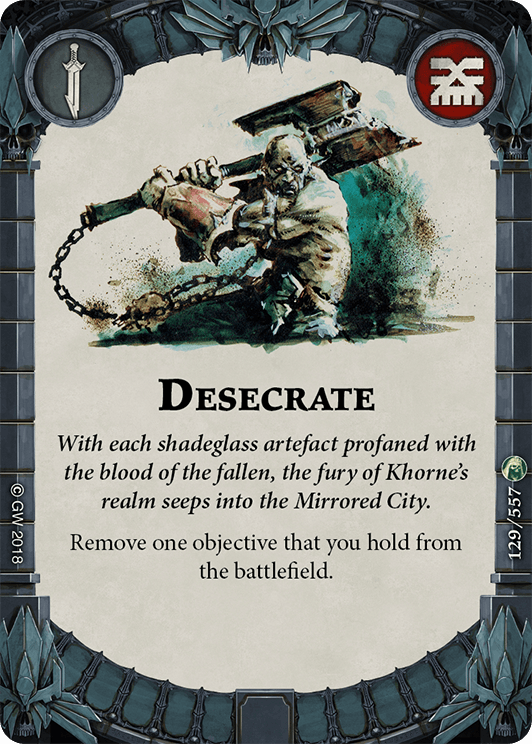 DESECRATE
With each shadeglass artefact profaned with
the blood of the fallen, the fury of Khorne's
realm seeps into the Mirrored City.
Remove one objective that you hold from
the battlefield.
© GW 2018
129/557